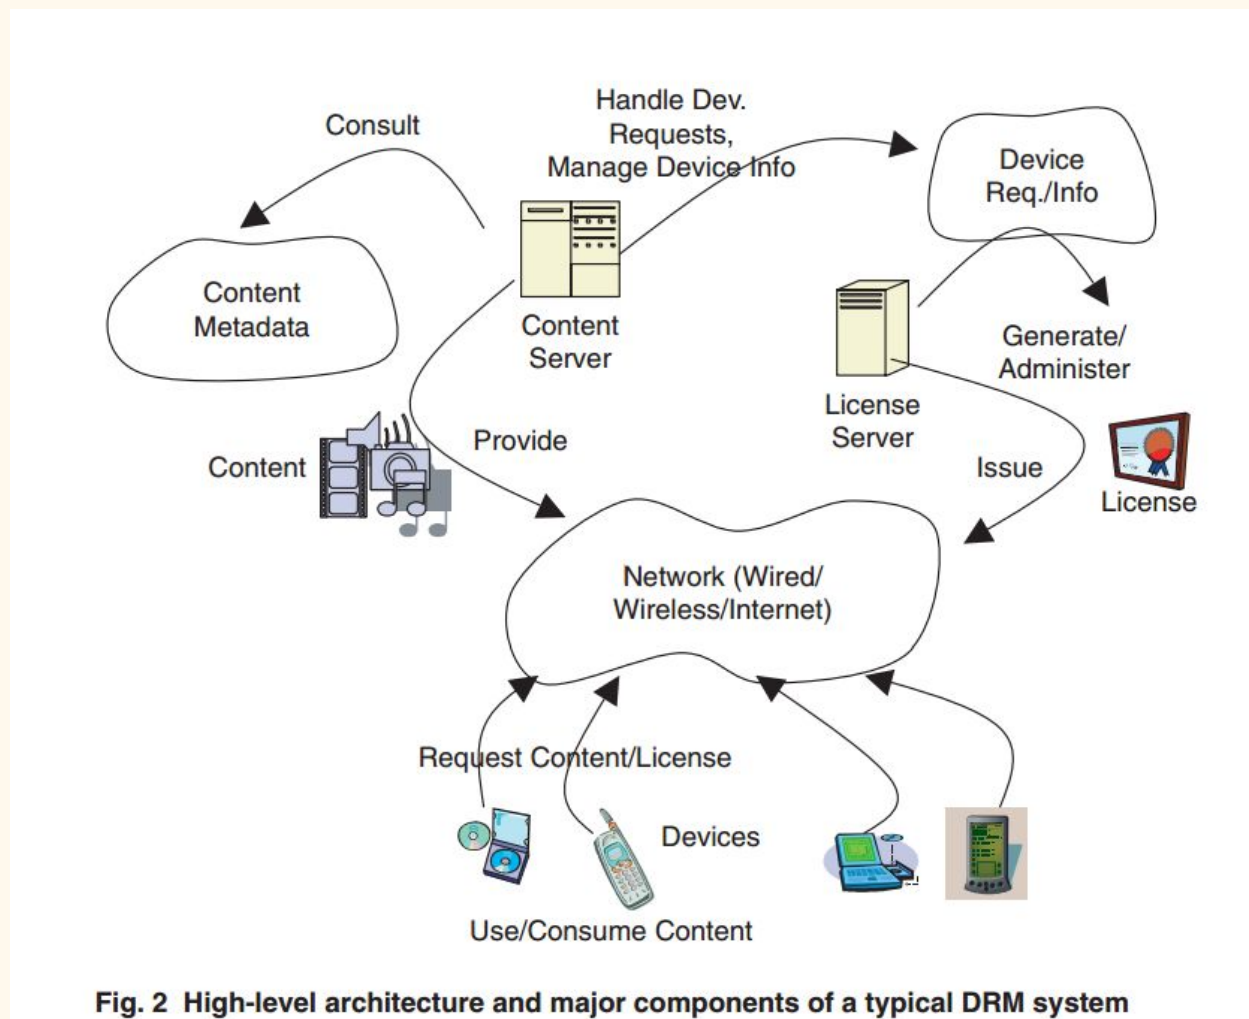 Consult
Handle Dev.
Requests,
Manage Device Info
Device
Req./Info
Content
Metadata
Content
Server
Generate/
Administer
License
Server
Content
Provide
Issue
License
Network (Wired/
Wireless/Internet)
Request Content/License
Devices
Use/Consume Content
Fig. 2 High-level architecture and major components of a typical DRM system